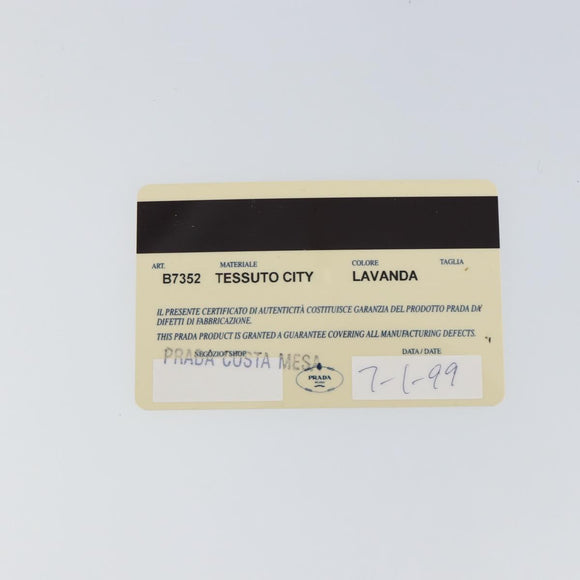 ART. MATERIALE COLORE TAGLIA
B7352 TESSUTO CITY LAVANDA
IL PRESENTE CERTIFICATO DI AUTENTICITÀ COSTITUISCE GARANZIA DEL PRODOTTO PRADA DA
DIFETTI DI FABBRICAZIONE.
THIS PRADA PRODUCT IS GRANTED A GUARANTEE COVERING ALL MANUFACTURING DEFECTS.
NEGOZIO/SHOP DATA / DATE
PRADA COSTA MESA
PRADA
MILANO
7-1-99